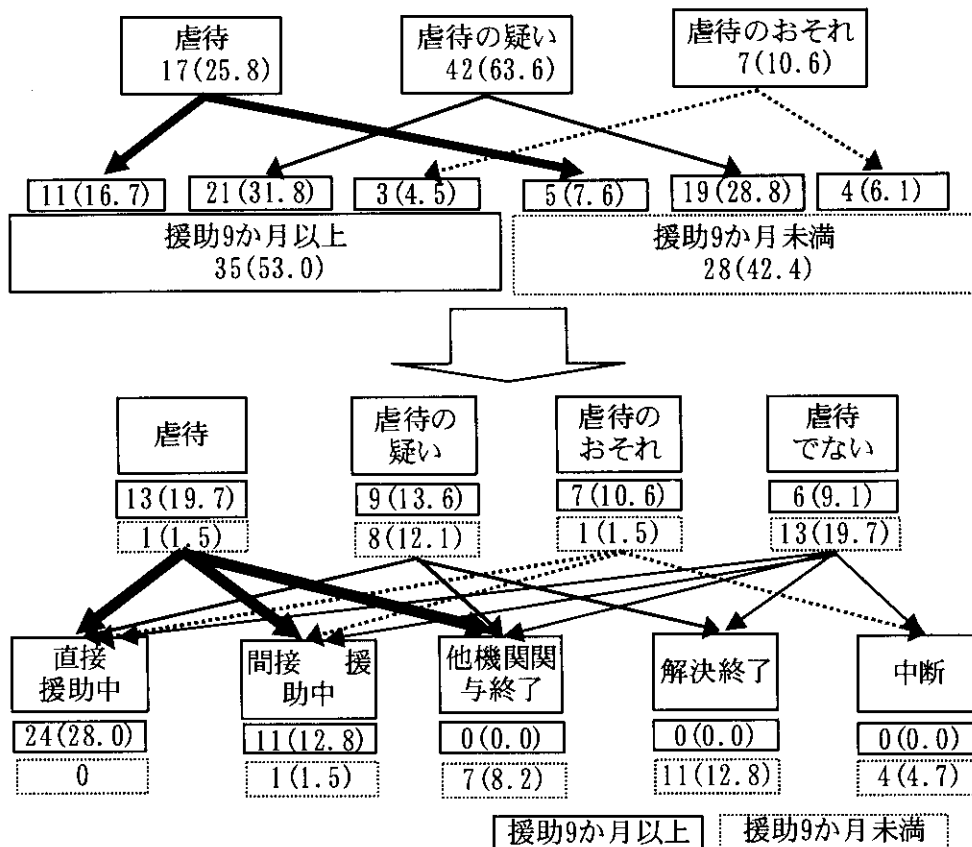 虐待
17(25.8)
虐待の疑い
42(63.6)
虐待のおそれ
7(10.6)
11(16.7)
21(31.8)
3(4.5)
5(7.6)
19(28.8)
4(6.1)
援助9か月以上
35(53.0)
援助9か月未満
28(42.4)
虐待
虐待の
疑い
虐待の
おそれ
虐待
でない
13(19.7)
9(13.6)
7(10.6)
6(9.1)
1(1.5)
8(12.1)
1(1.5)
13(19.7)
直接
援助中
間接 援
助中
他機関関
与終了
解決終了
中断
24(28.0)
11(12.8)
0(0.0)
0(0.0)
0(0.0)
0
1(1.5)
7(8.2)
11(12.8)
4(4.7)
援助9か月以上
援助9か月未満